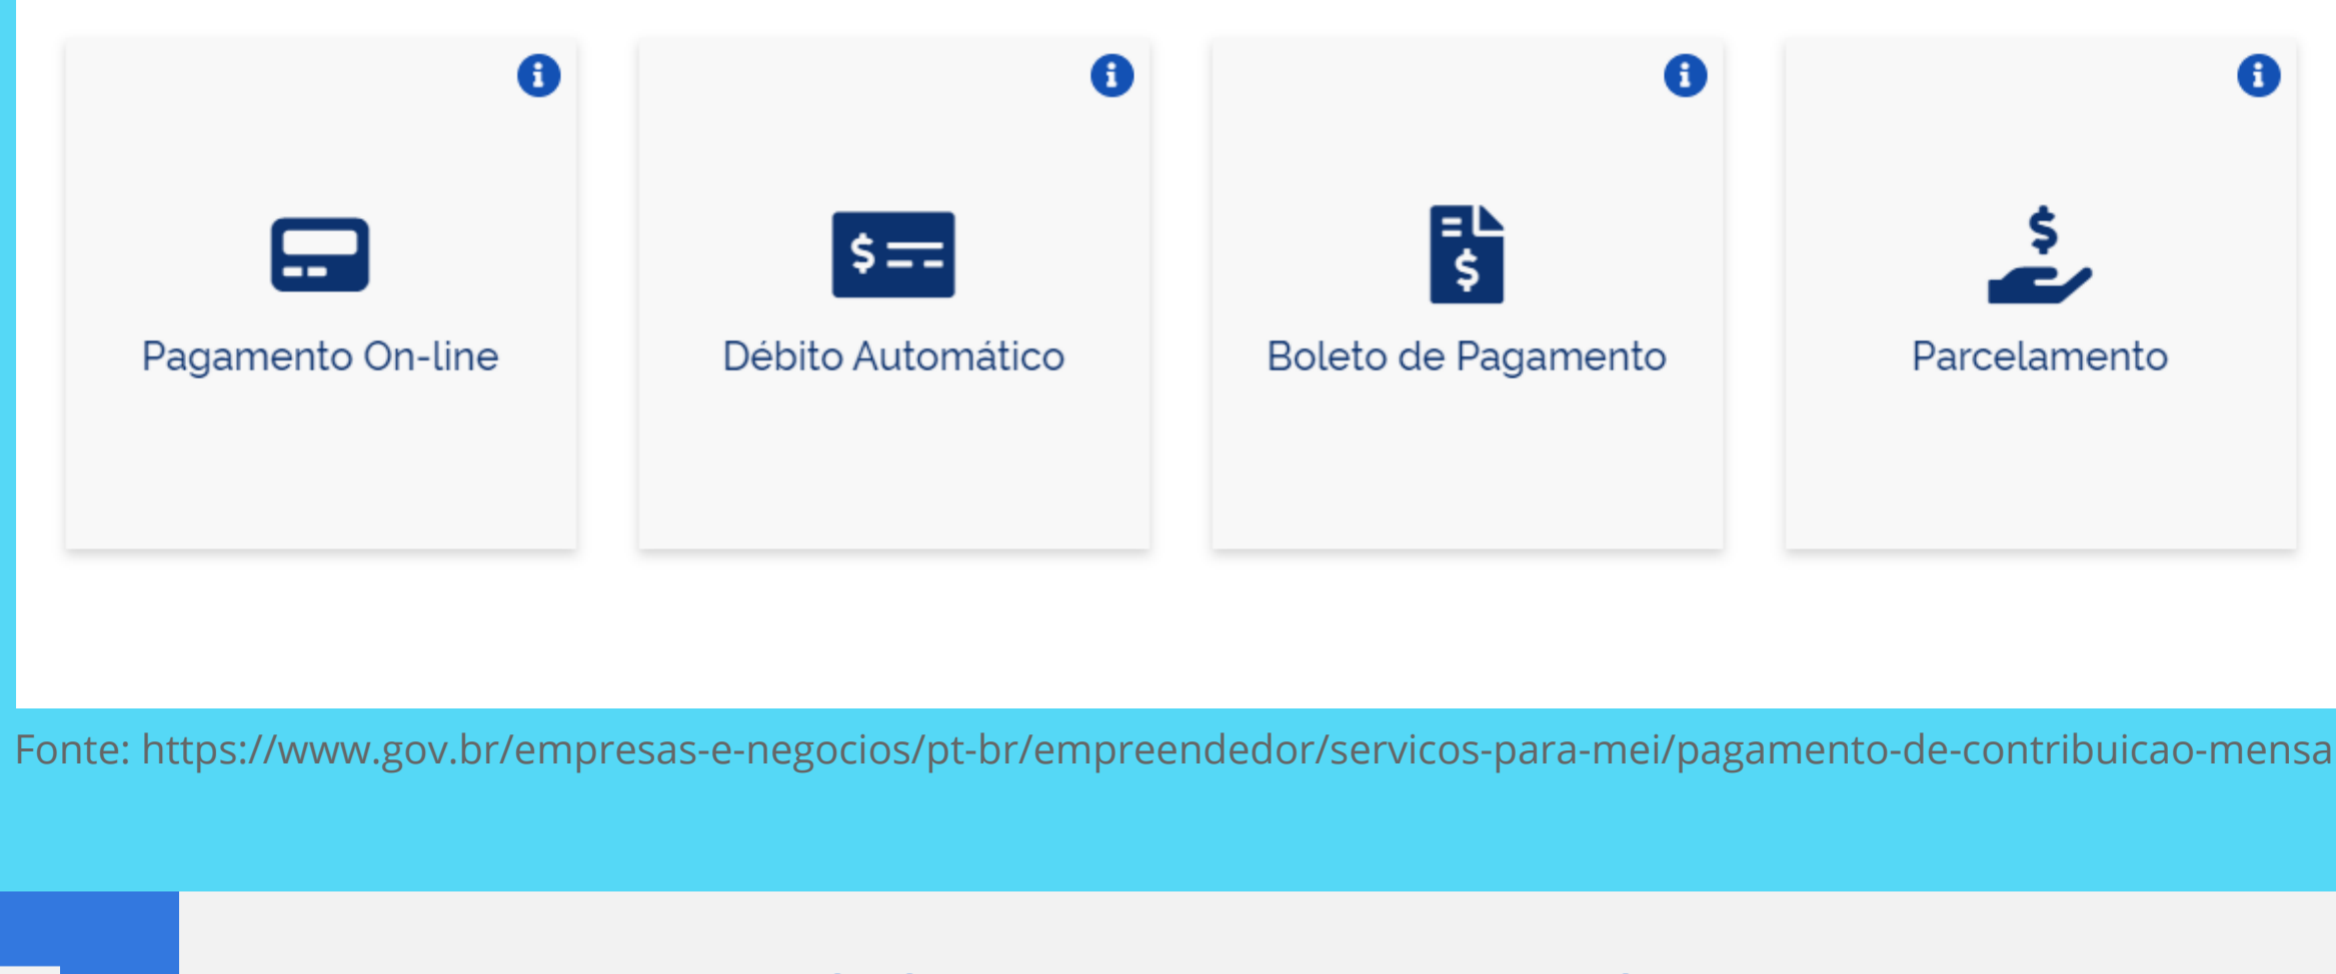 Pagamento On-line
Débito Automático
Boleto de Pagamento
Parcelamento
Fonte: https://www.gov.br/empresas-e-negocios/pt-br/empreendedor/servicos-para-mei/pagamento-de-contribuicao-mensa